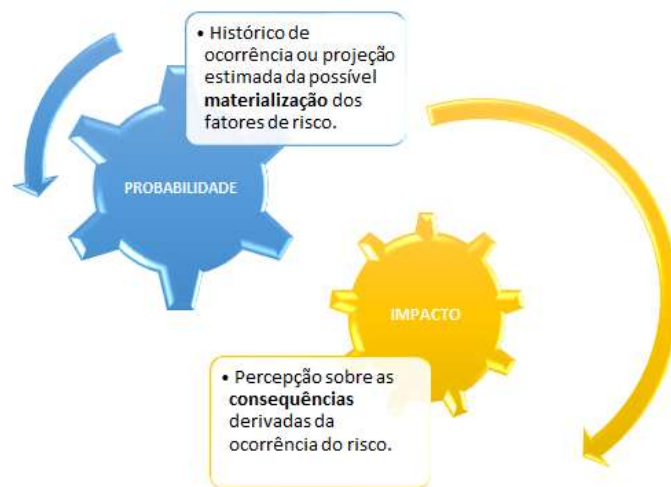 • Histórico de
ocorrência ou projeção
estimada da possível
materialização dos
fatores de risco.
PROBABILIDADE
IMPACTO
• Percepção sobre as
consequências
derivadas da
ocorrência do risco.